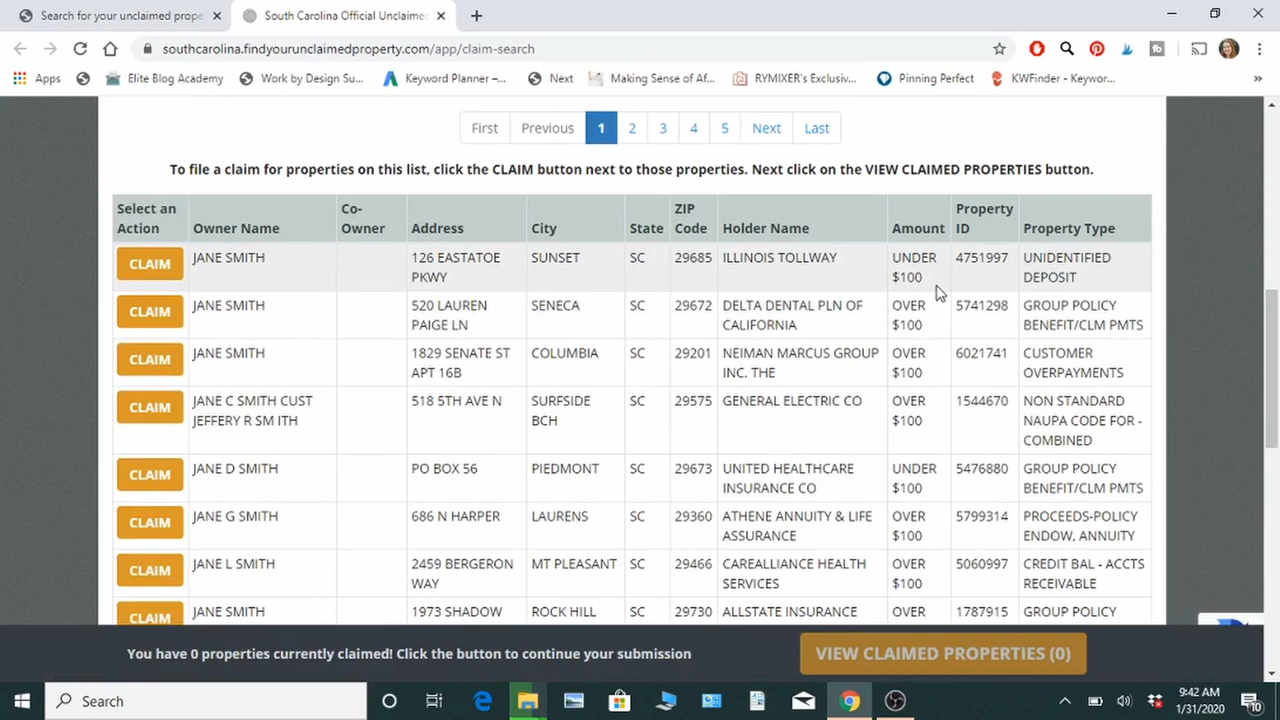 Search for your unclaimed prope
South Carolina Official Unclaimed
southcarolina.findyourunclaimedproperty.com/app/claim-search
Apps
Elite Blog Academy
Work by Design Su...
Keyword Planner –...
Next
Making Sense of Af...
RYMIXER's Exclusiv...
Pinning Perfect
KWFinder - Keywor...
First Previous 1 2 3 4 5 Next Last
To file a claim for properties on this list, click the CLAIM button next to those properties. Next click on the VIEW CLAIMED PROPERTIES button.
Select an
Action
Owner Name
Co-
Owner
Address
City
State
ZIP
Code
Holder Name
Amount
Property
ID
Property Type
CLAIM
JANE SMITH
126 EASTATOE
PKWY
SUNSET
SC
29685
ILLINOIS TOLLWAY
UNDER
$100
4751997
UNIDENTIFIED
DEPOSIT
CLAIM
JANE SMITH
520 LAUREN
PAIGE LN
SENECA
SC
29672
DELTA DENTAL PLN OF
CALIFORNIA
OVER
$100
5741298
GROUP POLICY
BENEFIT/CLM PMTS
CLAIM
JANE SMITH
1829 SENATE ST
APT 16B
COLUMBIA
SC
29201
NEIMAN MARCUS GROUP
INC. THE
OVER
$100
6021741
CUSTOMER
OVERPAYMENTS
CLAIM
JANE C SMITH CUST
JEFFERY R SM ITH
518 5TH AVE N
SURFSIDE
BCH
SC
29575
GENERAL ELECTRIC CO
OVER
$100
1544670
NON STANDARD
NAUPA CODE FOR -
COMBINED
CLAIM
JANE D SMITH
PO BOX 56
PIEDMONT
SC
29673
UNITED HEALTHCARE
INSURANCE CO
UNDER
$100
5476880
GROUP POLICY
BENEFIT/CLM PMTS
CLAIM
JANE G SMITH
686 N HARPER
LAURENS
SC
29360
ATHENE ANNUITY & LIFE
ASSURANCE
OVER
$100
5799314
PROCEEDS-POLICY
ENDOW, ANNUITY
CLAIM
JANE L SMITH
2459 BERGERON
WAY
MT PLEASANT
SC
29466
CAREALLIANCE HEALTH
SERVICES
OVER
$100
5060997
CREDIT BAL - ACCTS
RECEIVABLE
CLAIM
JANE SMITH
1973 SHADOW
ROCK HILL
SC
29730
ALLSTATE INSURANCE
OVER
1787915
GROUP POLICY
You have 0 properties currently claimed! Click the button to continue your submission
VIEW CLAIMED PROPERTIES (0)
Search
9:42 AM
1/31/2020
10